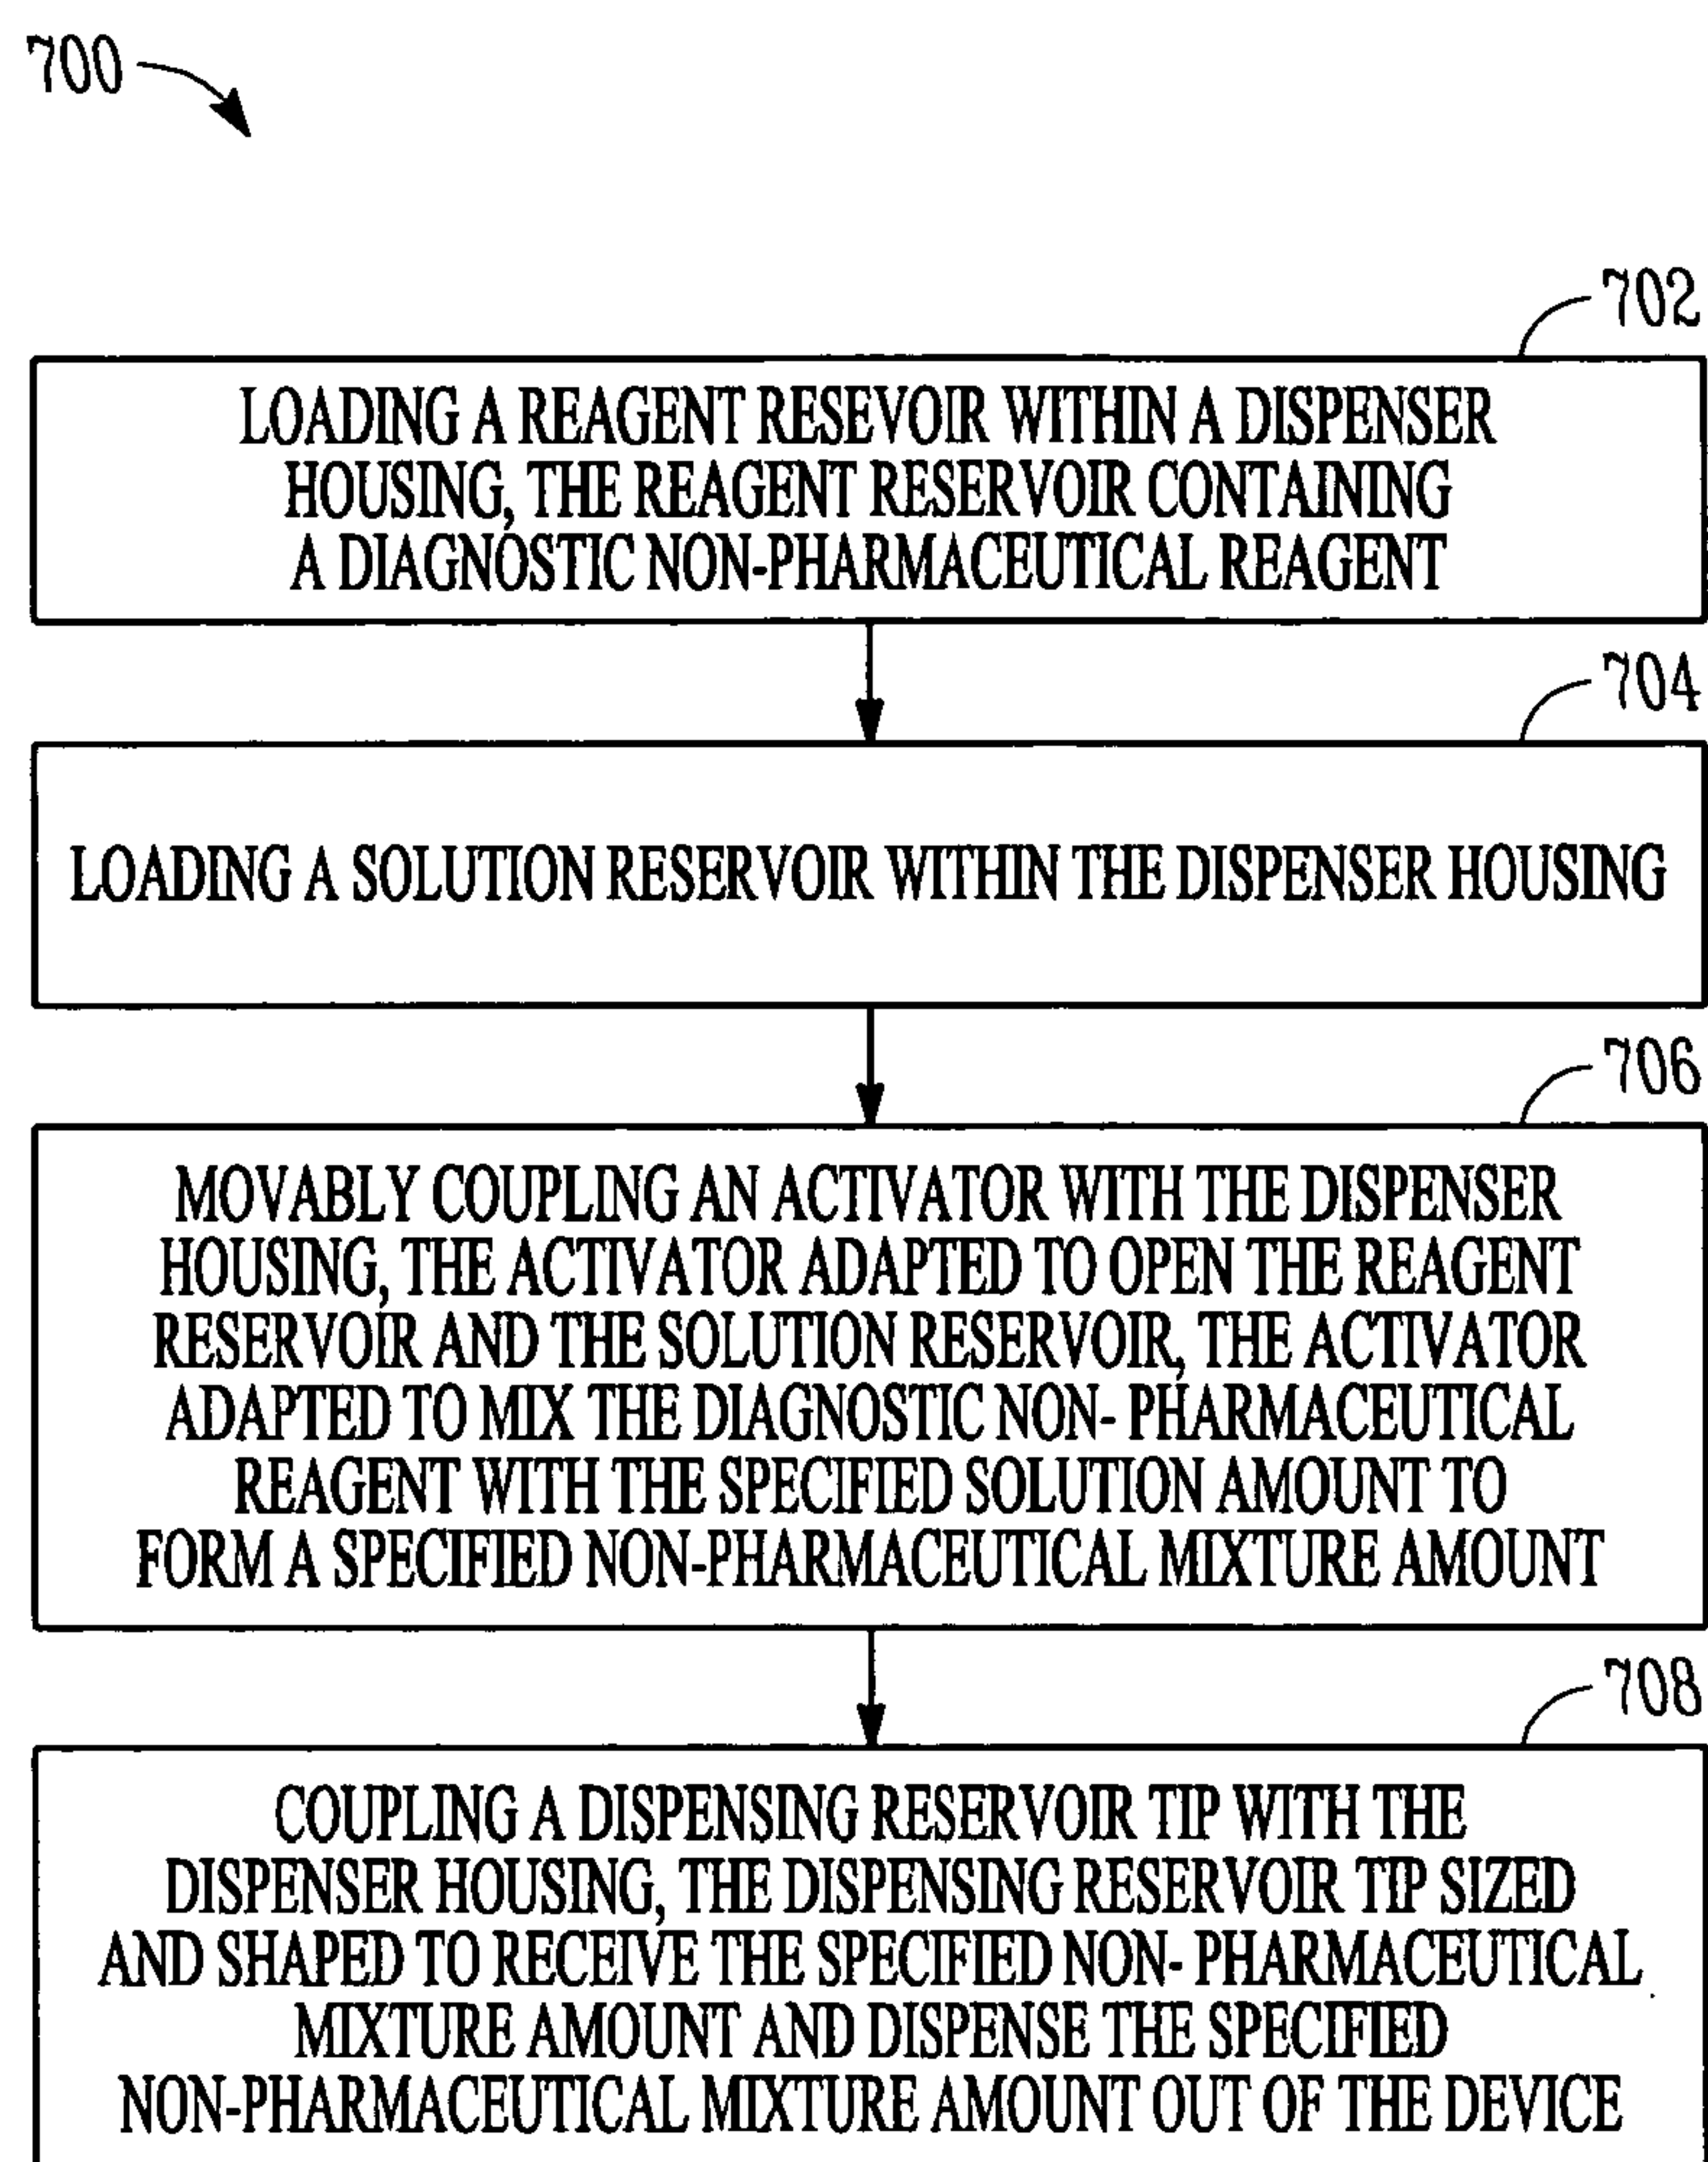 700
702
LOADING A REAGENT RESEVOIR WITHIN A DISPENSER
HOUSING, THE REAGENT RESERVOIR CONTAINING
A DIAGNOSTIC NON-PHARMACEUTICAL REAGENT
704
LOADING A SOLUTION RESERVOIR WITHIN THE DISPENSER HOUSING
706
MOVABLY COUPLING AN ACTIVATOR WITH THE DISPENSER
HOUSING, THE ACTIVATOR ADAPTED TO OPEN THE REAGENT
RESERVOIR AND THE SOLUTION RESERVOIR, THE ACTIVATOR
ADAPTED TO MIX THE DIAGNOSTIC NON- PHARMACEUTICAL
REAGENT WITH THE SPECIFIED SOLUTION AMOUNT TO
FORM A SPECIFIED NON-PHARMACEUTICAL MIXTURE AMOUNT
708
COUPLING A DISPENSING RESERVOIR TIP WITH THE
DISPENSER HOUSING, THE DISPENSING RESERVOIR TIP SIZED
AND SHAPED TO RECEIVE THE SPECIFIED NON- PHARMACEUTICAL
MIXTURE AMOUNT AND DISPENSE THE SPECIFIED
NON-PHARMACEUTICAL MIXTURE AMOUNT OUT OF THE DEVICE